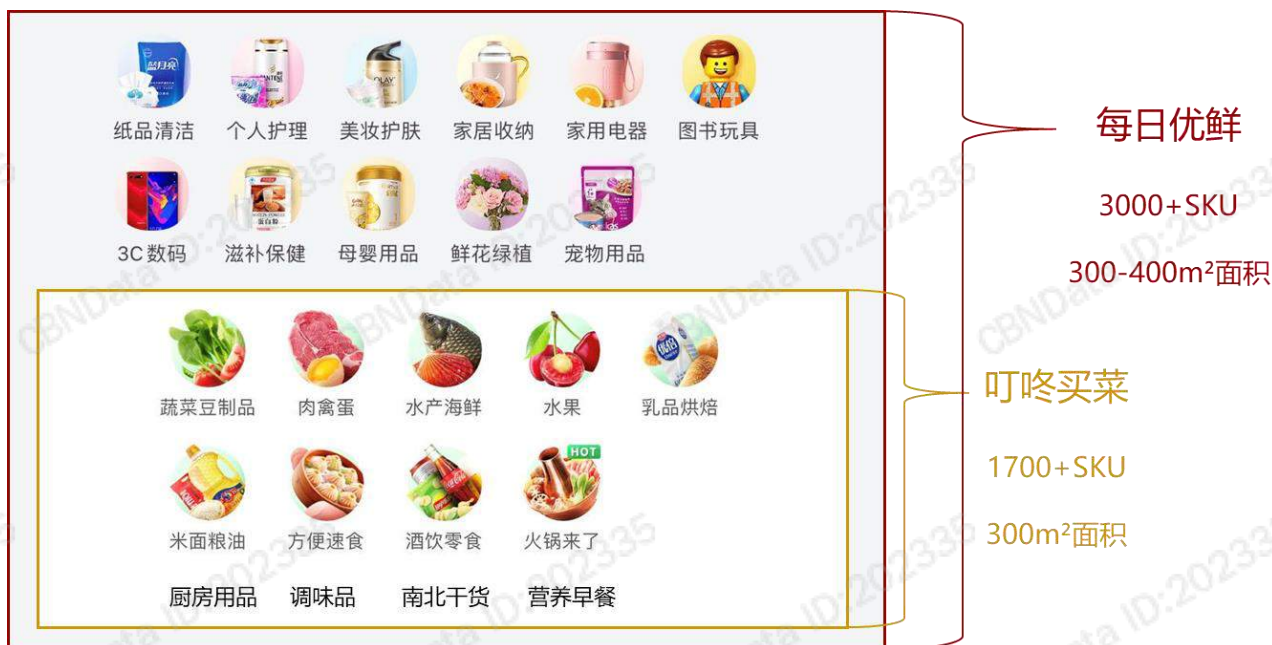 纸品清洁 个人护理 美妆护肤 家居收纳 家用电器 图书玩具
3C数码 滋补保健 母婴用品 鲜花绿植 宠物用品
蔬菜豆制品 肉禽蛋 水产海鲜 水果 乳品烘焙
HOT
米面粮油 方便速食 酒饮零食 火锅来了
厨房用品 调味品 南北干货 营养早餐
每日优鲜
3000+SKU
300-400m²面积
叮咚买菜
1700+SKU
300m²面积
CBNData ID:202335